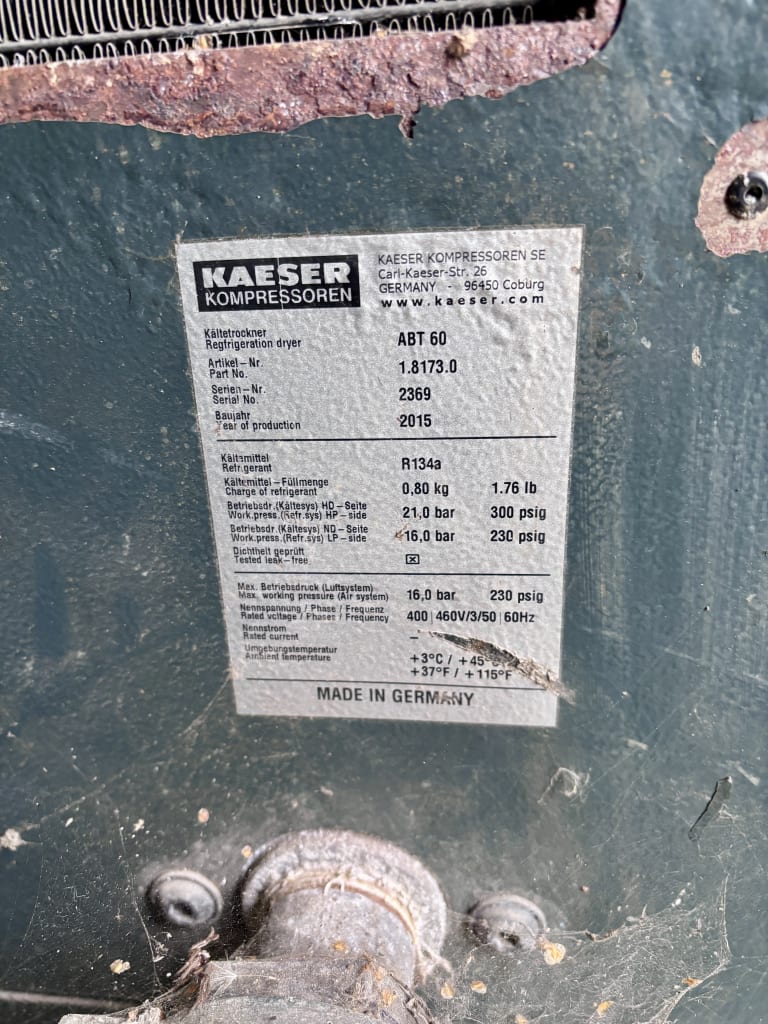 KAESER
KOMPRESSOREN
KAESER KOMPRESSOREN SE
Carl-Kaeser-Str. 26
GERMANY - 96450 Coburg
www.kaeser.com
Kältetrockner
Regfrigeration dryer ABT 60
Artikel-Nr.
Part No. 1.8173.0
Serien-Nr.
Serial No. 2369
Baujahr
Year of production 2015
Kältemittel
Refrigerant R134a
Kältemittel-Füllmenge
Charge of refrigerant 0,80 kg 1.76 lb
Betriebsdr.(Kältesys) HD-Seite
Work.press.(Refr.sys) HP-side 21,0 bar 300 psig
Betriebsdr.(Kältesys) ND-Seite
Work.press.(Refr.sys) LP-side 16,0 bar 230 psig
Dichtheit geprüft
Tested leak-free ☒
Max. Betriebsdruck (Luftsystem)
Max. working pressure (Air system) 16,0 bar 230 psig
Nennspannung / Phase / Frequenz
Rated voltage / Phases / Frequency 400|460V/3/50|60Hz
Nennstrom
Rated current –
Umgebungstemperatur
Ambient temperature +3°C / +45°C
+37°F / +115°F
MADE IN GERMANY